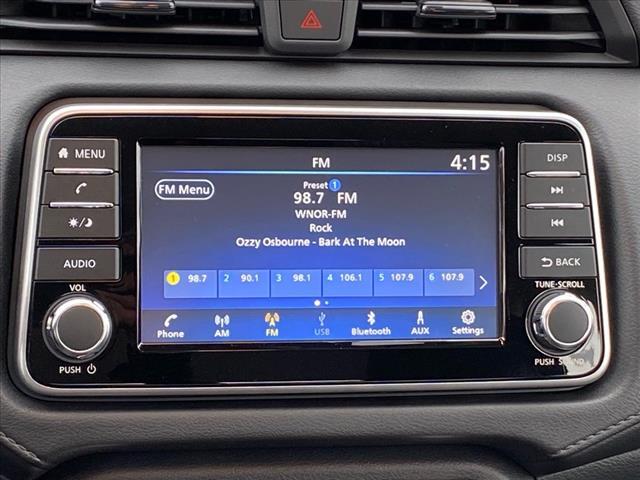 MENU
AUDIO
VOL
PUSH
FM
4:15
FM Menu
Preset 1
98.7 FM
WNOR-FM
Rock
Ozzy Osbourne - Bark At The Moon
1 98.7 2 90.1 3 98.1 4 106.1 5 107.9 6 107.9
Phone AM FM USB Bluetooth AUX Settings
DISP
BACK
TUNE·SCROLL
PUSH SOUND